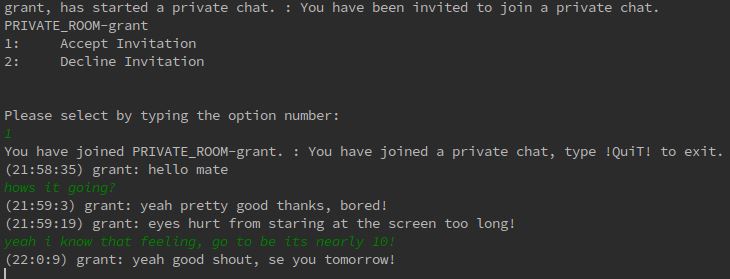 grant, has started a private chat. : You have been invited to join a private chat.
PRIVATE_ROOM-grant
1:     Accept Invitation
2:     Decline Invitation
Please select by typing the option number:
1
You have joined PRIVATE_ROOM-grant. : You have joined a private chat, type !QuiT! to exit.
(21:58:35) grant: hello mate
hows it going?
(21:59:3) grant: yeah pretty good thanks, bored!
(21:59:19) grant: eyes hurt from staring at the screen too long!
yeah i know that feeling, go to be its nearly 10!
(22:0:9) grant: yeah good shout, se you tomorrow!